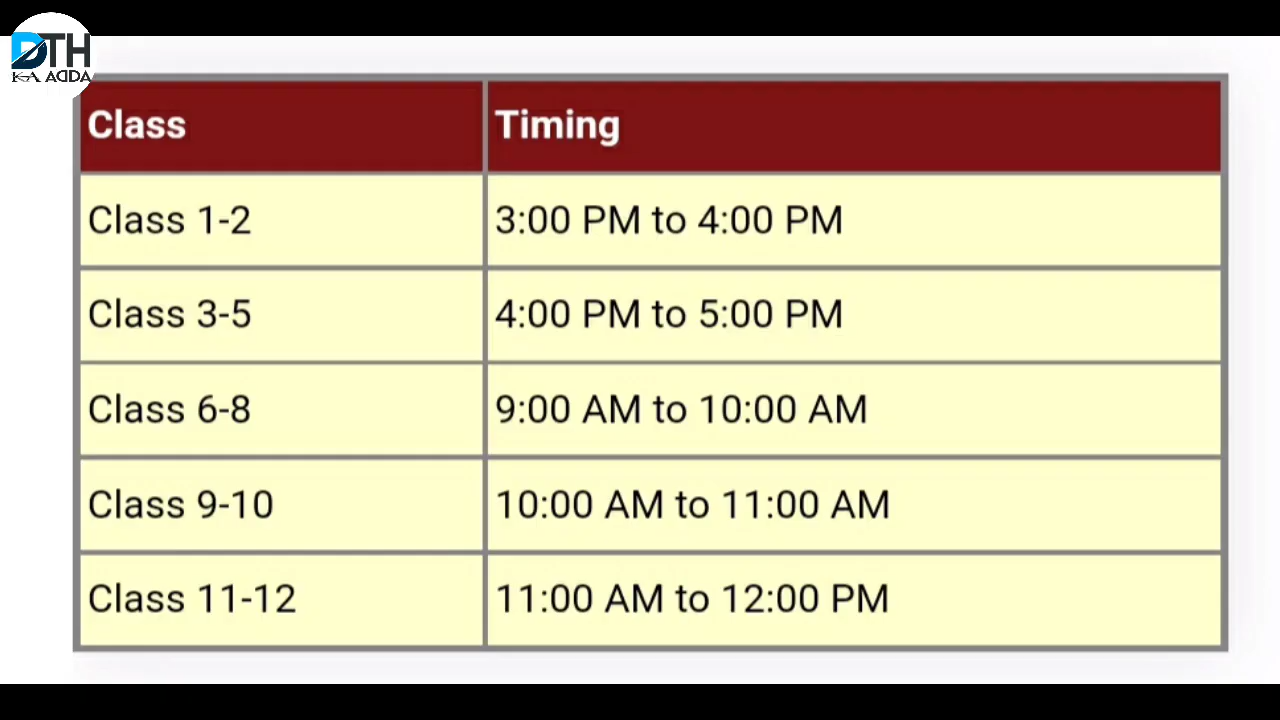 DTH
KA ADDA
Class Timing
Class 1-2 3:00 PM to 4:00 PM
Class 3-5 4:00 PM to 5:00 PM
Class 6-8 9:00 AM to 10:00 AM
Class 9-10 10:00 AM to 11:00 AM
Class 11-12 11:00 AM to 12:00 PM